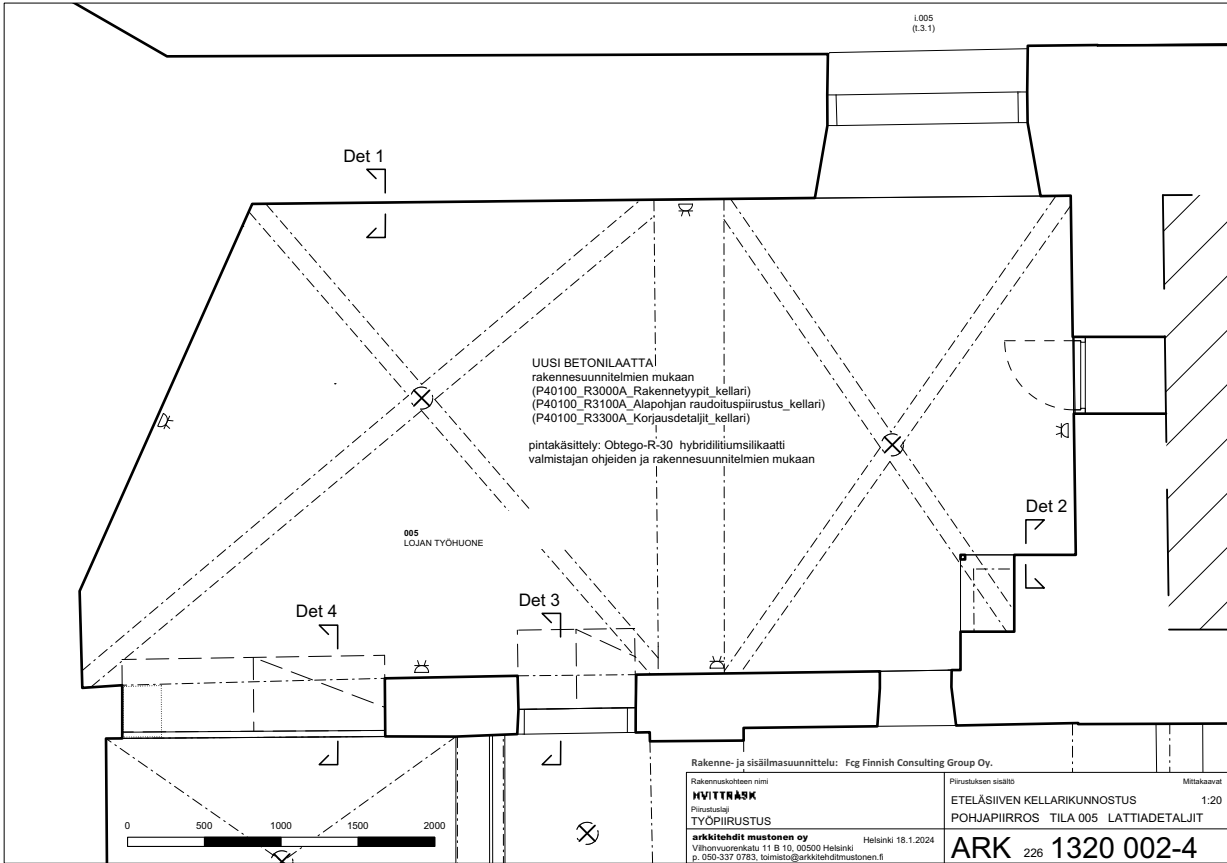 i.005
(t.3.1)
Det 1
UUSI BETONILAATTA
rakennesuunnitelmien mukaan
(P40100_R3000A_Rakennetyypit_kellari)
(P40100_R3100A_Alapohjan raudoituspiirustus_kellari)
(P40100_R3300A_Korjausdetaljit_kellari)
pintakäsittely: Obtego-R-30 hybridilitiumsilikaatti
valmistajan ohjeiden ja rakennesuunnitelmien mukaan
Det 2
005
LOJAN TYÖHUONE
Det 3
Det 4
0 500 1000 1500 2000
Rakenne- ja sisäilmasuunnittelu: Fcg Finnish Consulting Group Oy.
Rakennuskohteen nimi
HVITTRÄSK
Piirustuslaji
TYÖPIIRUSTUS
arkkitehdit mustonen oy Helsinki 18.1.2024
Vilhonvuorenkatu 11 B 10, 00500 Helsinki
p. 050-337 0783, toimisto@arkkitehditmustonen.fi
Piirustuksen sisältö Mittakaavat
ETELÄSIIVEN KELLARIKUNNOSTUS 1:20
POHJAPIIRROS TILA 005 LATTIADETALJIT
ARK 226 1320 002-4